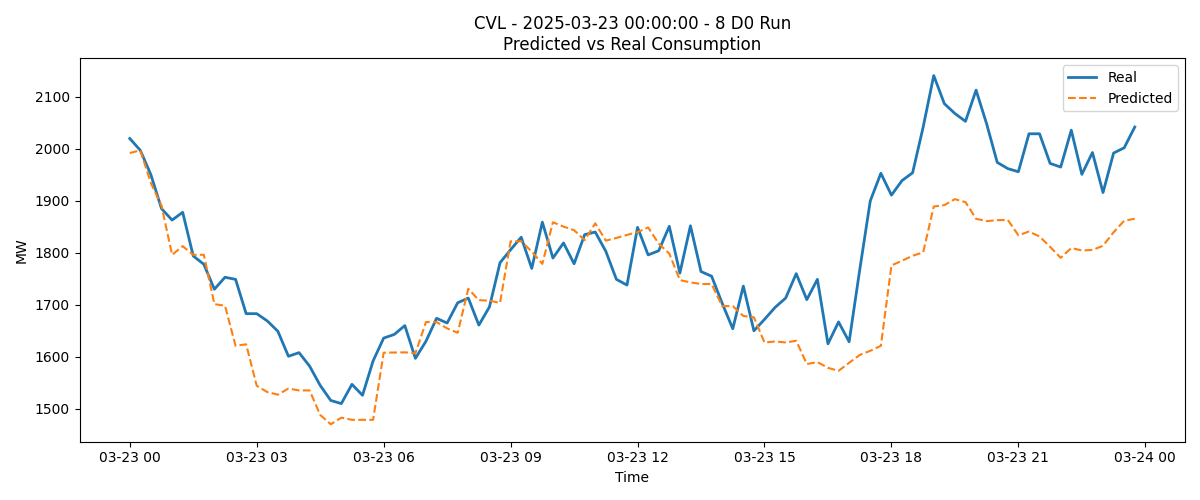 CVL - 2025-03-23 00:00:00 - 8 D0 Run
Predicted vs Real Consumption
Real
Predicted
MW
2100
2000
1900
1800
1700
1600
1500
03-23 00
03-23 03
03-23 06
03-23 09
03-23 12
03-23 15
03-23 18
03-23 21
03-24 00
Time